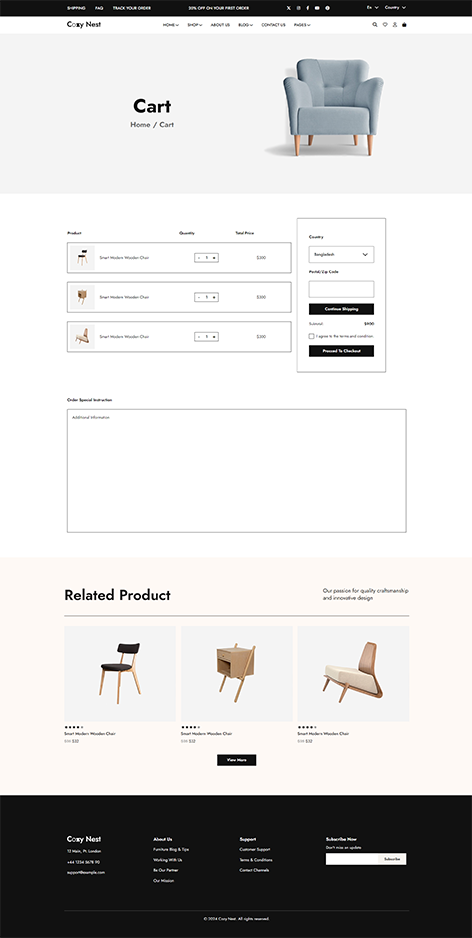 SHIPPING FAQ TRACK YOUR ORDER 20% OFF ON YOUR FIRST ORDER En Country
Cozy Nest HOME SHOP ABOUT US BLOG CONTACT US PAGES
Cart
Home / Cart
Product Quantity Total Price
Smart Modern Wooden Chair - 1 + $300
Smart Modern Wooden Chair - 1 + $300
Smart Modern Wooden Chair - 1 + $300
Country
Bangladesh
Postal/Zip Code
Continue Shipping
Subtotal: $900
I agree to the terms and condition
Proceed To Checkout
Order Special Instruction
Additional Information
Related Product
Our passion for quality craftsmanship
and innovative design
Smart Modern Wooden Chair
$32
Smart Modern Wooden Chair
$32
Smart Modern Wooden Chair
$32
View More
Cozy Nest
12 Main, Pt. London
+44 1234 5678 90
support@example.com
About Us
Furniture Blog & Tips
Working With Us
Be Our Partner
Our Mission
Support
Customer Support
Terms & Conditions
Contact Channels
Subscribe Now
Don't miss an update
Subscribe
© 2024 Cozy Nest. All rights reserved.